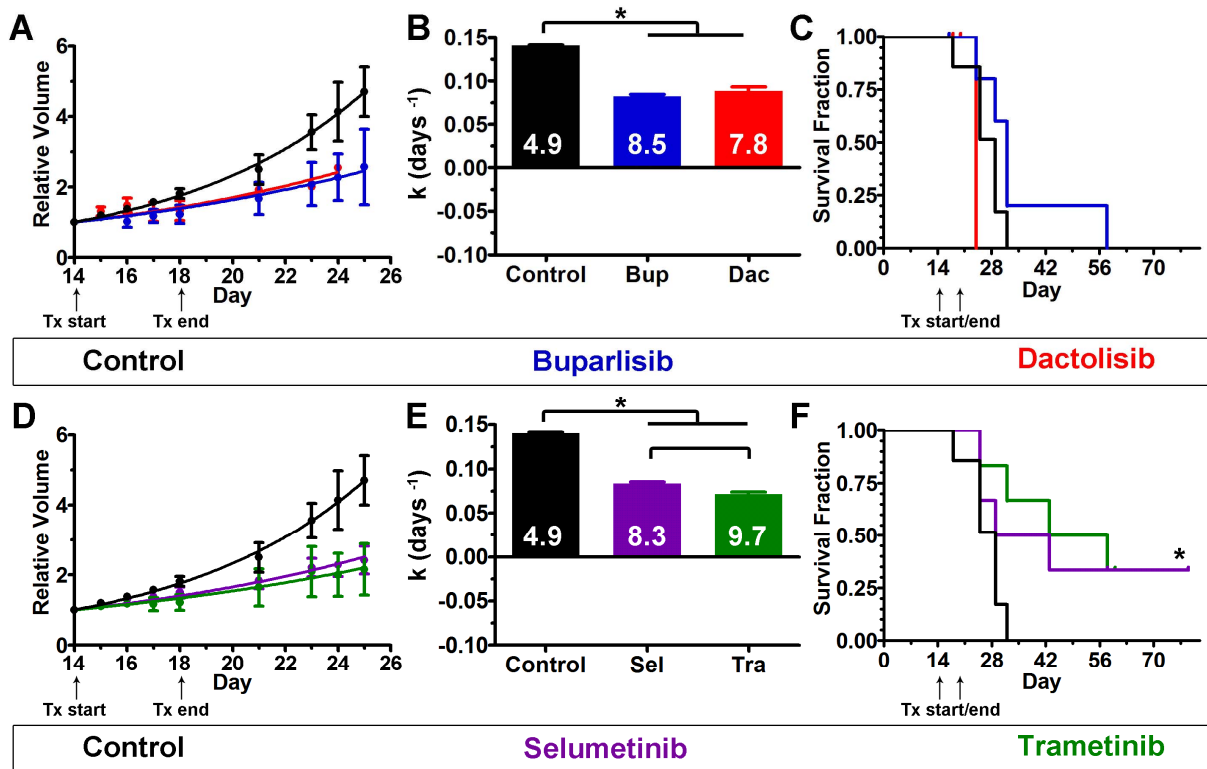 A
Relative Volume
6
4
2
0
14 16 18 20 22 24 26
Day
Tx start
Tx end
B
*
k (days -1)
0.15
0.10
0.05
0.00
-0.05
-0.10
4.9 8.5 7.8
Control Bup Dac
C
Survival Fraction
1.00
0.75
0.50
0.25
0.00
0 14 28 42 56 70
Day
Tx start/end
Control Buparlisib Dactolisib
D
Relative Volume
6
4
2
0
14 16 18 20 22 24 26
Day
Tx start
Tx end
E
*
k (days -1)
0.15
0.10
0.05
0.00
-0.05
-0.10
4.9 8.3 9.7
Control Sel Tra
F
Survival Fraction
1.00
0.75
0.50
0.25
0.00
*
0 14 28 42 56 70
Day
Tx start/end
Control Selumetinib Trametinib